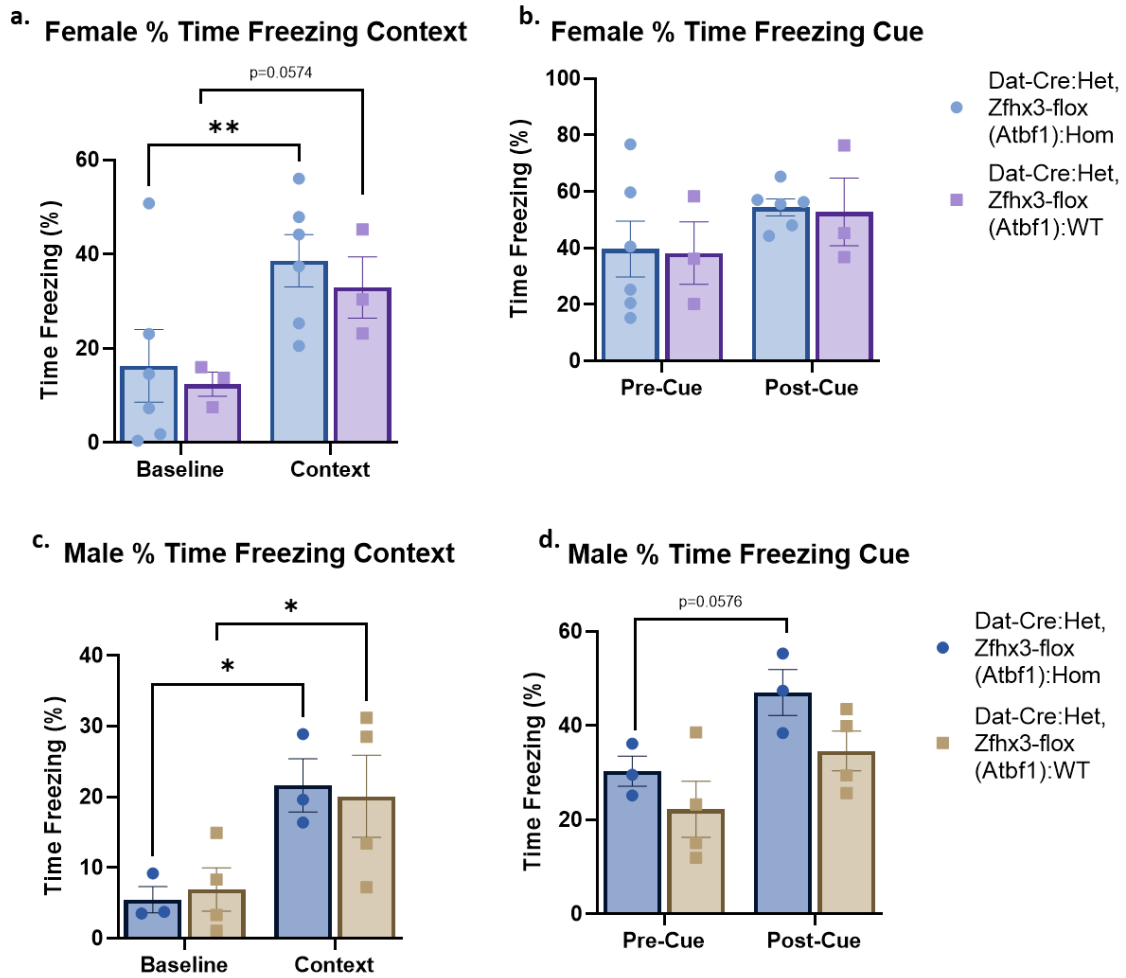 a.
Female % Time Freezing Context
p=0.0574
**
Time Freezing (%)
60
40
20
0
Baseline
Context
b.
Female % Time Freezing Cue
Time Freezing (%)
100
80
60
40
20
0
Pre-Cue
Post-Cue
Dat-Cre:Het,
Zfhx3-flox
(Atbf1):Hom
Dat-Cre:Het,
Zfhx3-flox
(Atbf1):WT
c.
Male % Time Freezing Context
*
*
Time Freezing (%)
40
30
20
10
0
Baseline
Context
d.
Male % Time Freezing Cue
p=0.0576
Time Freezing (%)
60
40
20
0
Pre-Cue
Post-Cue
Dat-Cre:Het,
Zfhx3-flox
(Atbf1):Hom
Dat-Cre:Het,
Zfhx3-flox
(Atbf1):WT